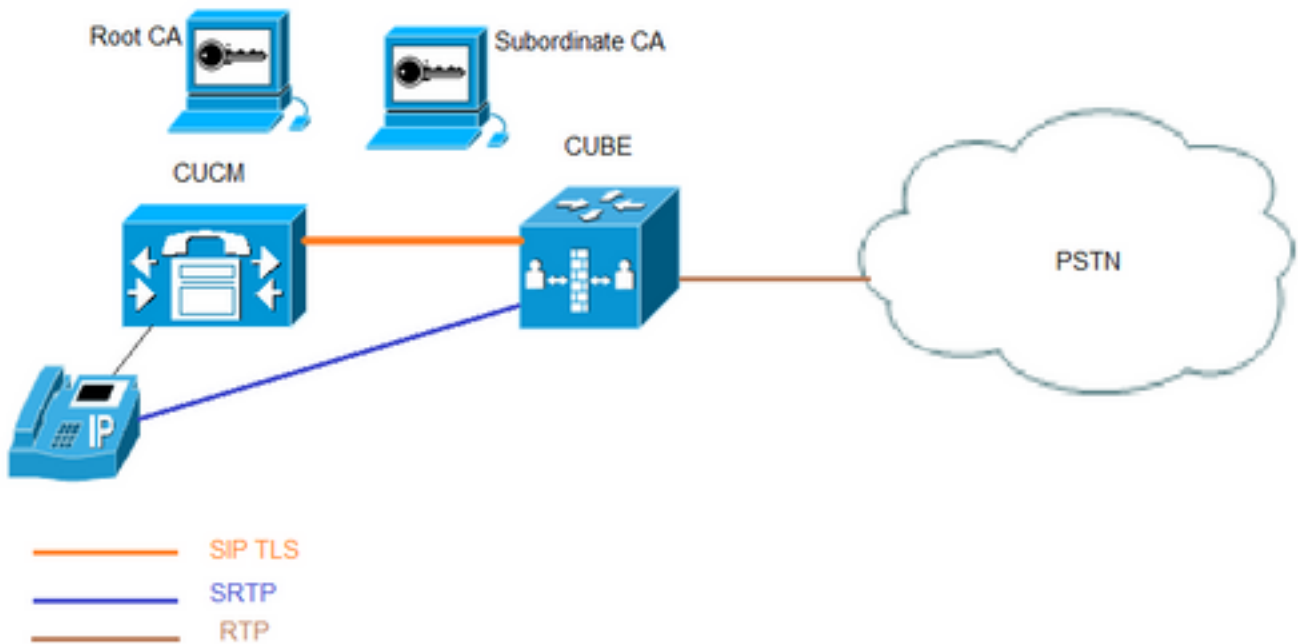 Root CA
Subordinate CA
CUCM
CUBE
PSTN
IP
SIP TLS
SRTP
RTP